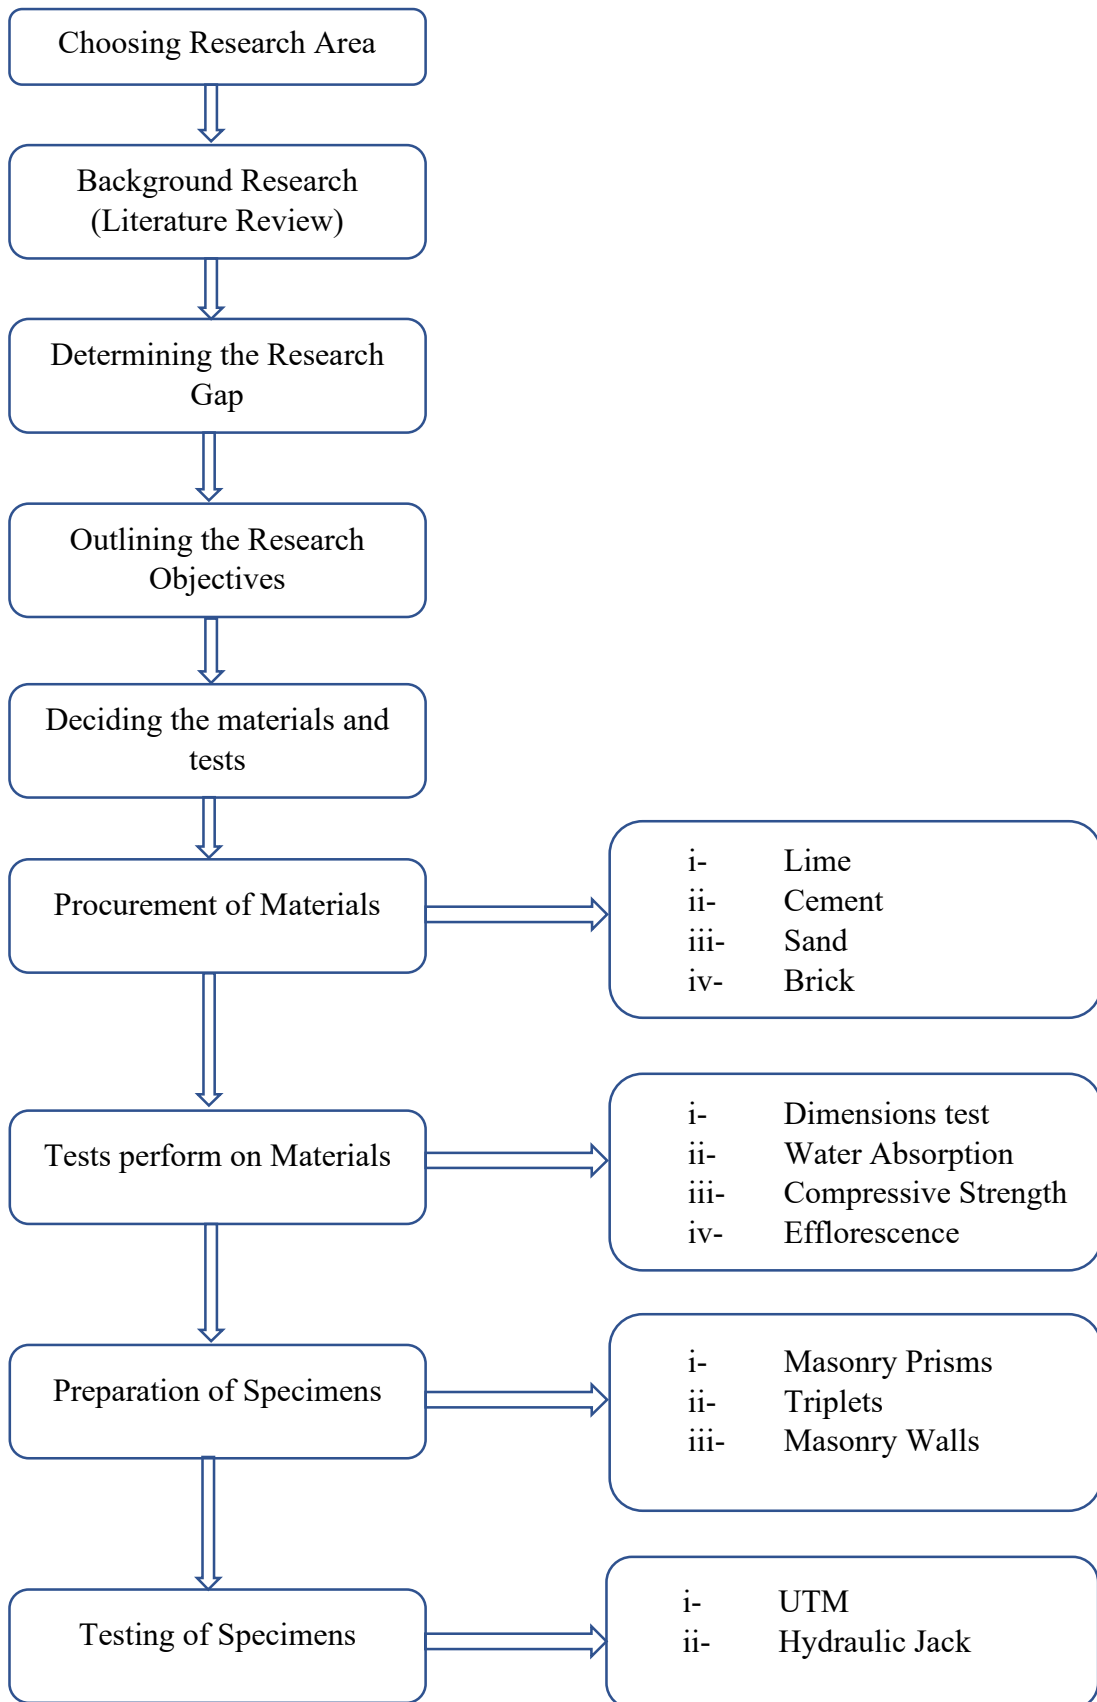 Choosing Research Area
Background Research
(Literature Review)
Determining the Research
Gap
Outlining the Research
Objectives
Deciding the materials and
tests
Procurement of Materials
i- Lime
ii- Cement
iii- Sand
iv- Brick
Tests perform on Materials
i- Dimensions test
ii- Water Absorption
iii- Compressive Strength
iv- Efflorescence
Preparation of Specimens
i- Masonry Prisms
ii- Triplets
iii- Masonry Walls
Testing of Specimens
i- UTM
ii- Hydraulic Jack